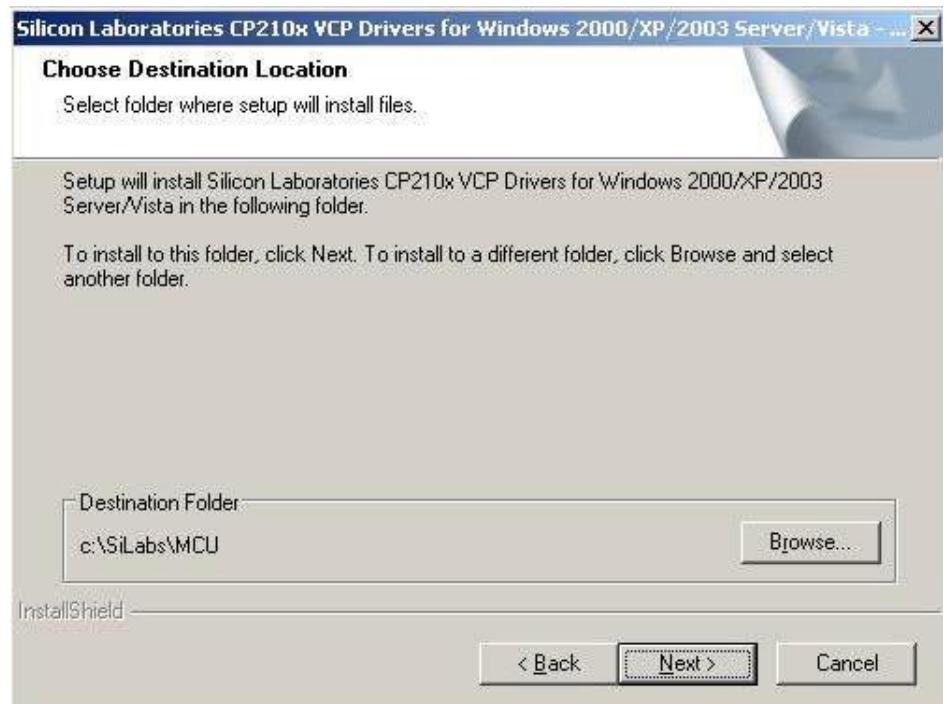 Silicon Laboratories CP210x VCP Drivers for Windows 2000/XP/2003 Server/Vista - ...
Choose Destination Location
Select folder where setup will install files.
Setup will install Silicon Laboratories CP210x VCP Drivers for Windows 2000/XP/2003
Server/Vista in the following folder.
To install to this folder, click Next. To install to a different folder, click Browse and select
another folder.
Destination Folder
c:\SiLabs\MCU
Browse...
InstallShield
< Back
Next >
Cancel